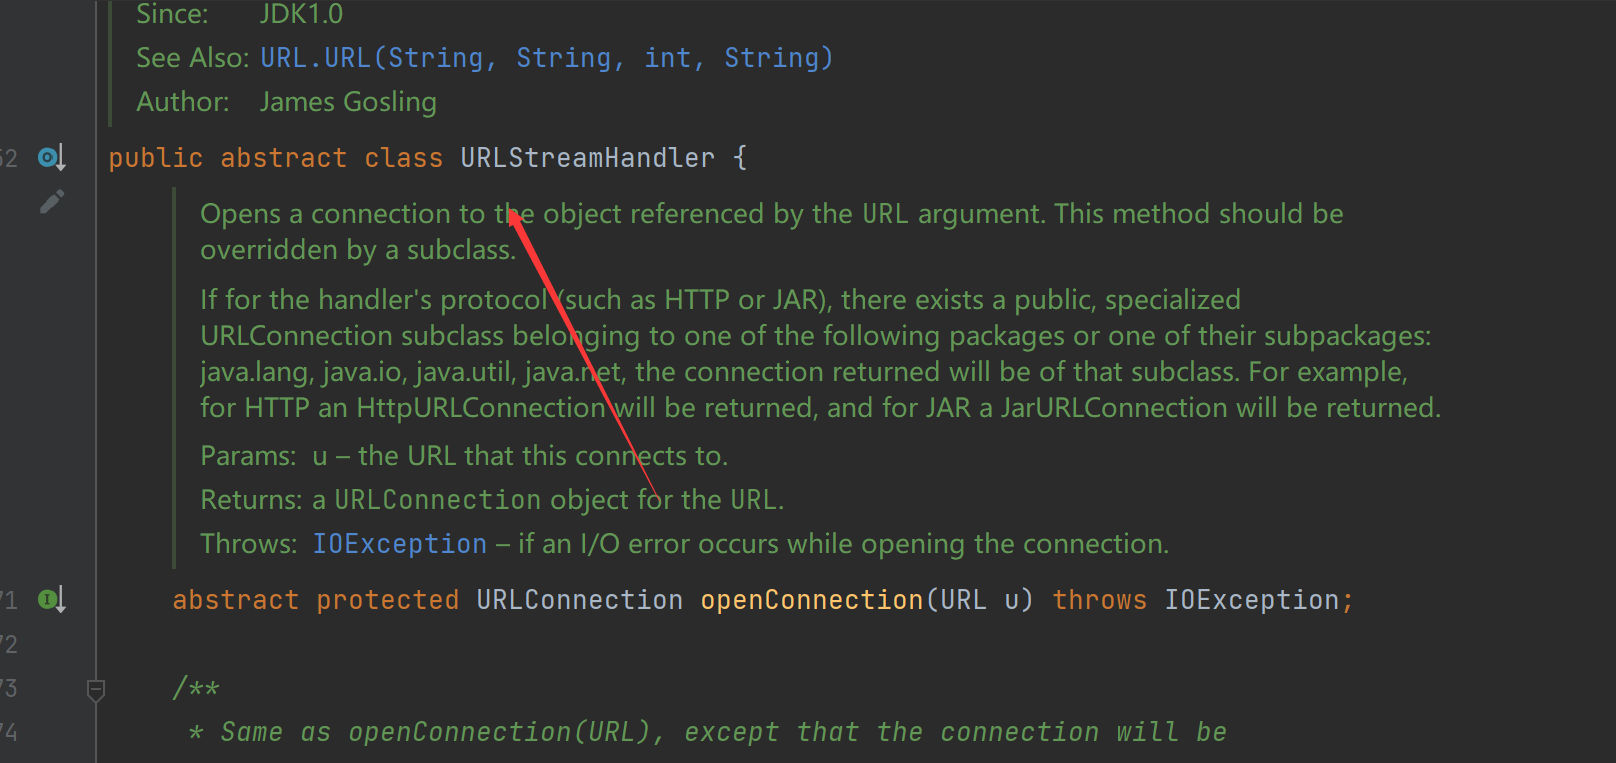 Since: JDK1.0
See Also: URL.URL(String, String, int, String)
Author: James Gosling
52 public abstract class URLStreamHandler {
Opens a connection to the object referenced by the URL argument. This method should be
overridden by a subclass.
If for the handler's protocol (such as HTTP or JAR), there exists a public, specialized
URLConnection subclass belonging to one of the following packages or one of their subpackages:
java.lang, java.io, java.util, java.net, the connection returned will be of that subclass. For example,
for HTTP an HttpURLConnection will be returned, and for JAR a JarURLConnection will be returned.
Params: u – the URL that this connects to.
Returns: a URLConnection object for the URL.
Throws: IOException – if an I/O error occurs while opening the connection.
71 abstract protected URLConnection openConnection(URL u) throws IOException;
72
73 /**
74 * Same as openConnection(URL), except that the connection will be